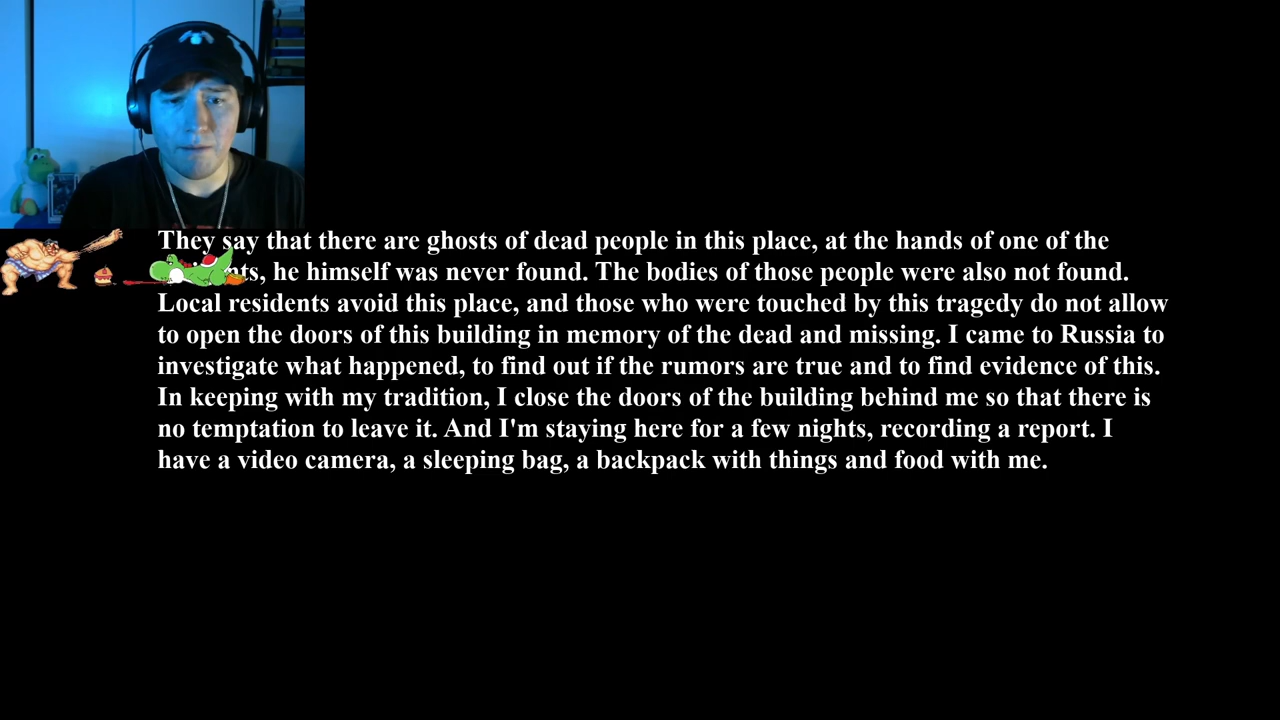 They say that there are ghosts of dead people in this place, at the hands of one of the
he himself was never found. The bodies of those people were also not found.
Local residents avoid this place, and those who were touched by this tragedy do not allow
to open the doors of this building in memory of the dead and missing. I came to Russia to
investigate what happened, to find out if the rumors are true and to find evidence of this.
In keeping with my tradition, I close the doors of the building behind me so that there is
no temptation to leave it. And I'm staying here for a few nights, recording a report. I
have a video camera, a sleeping bag, a backpack with things and food with me.